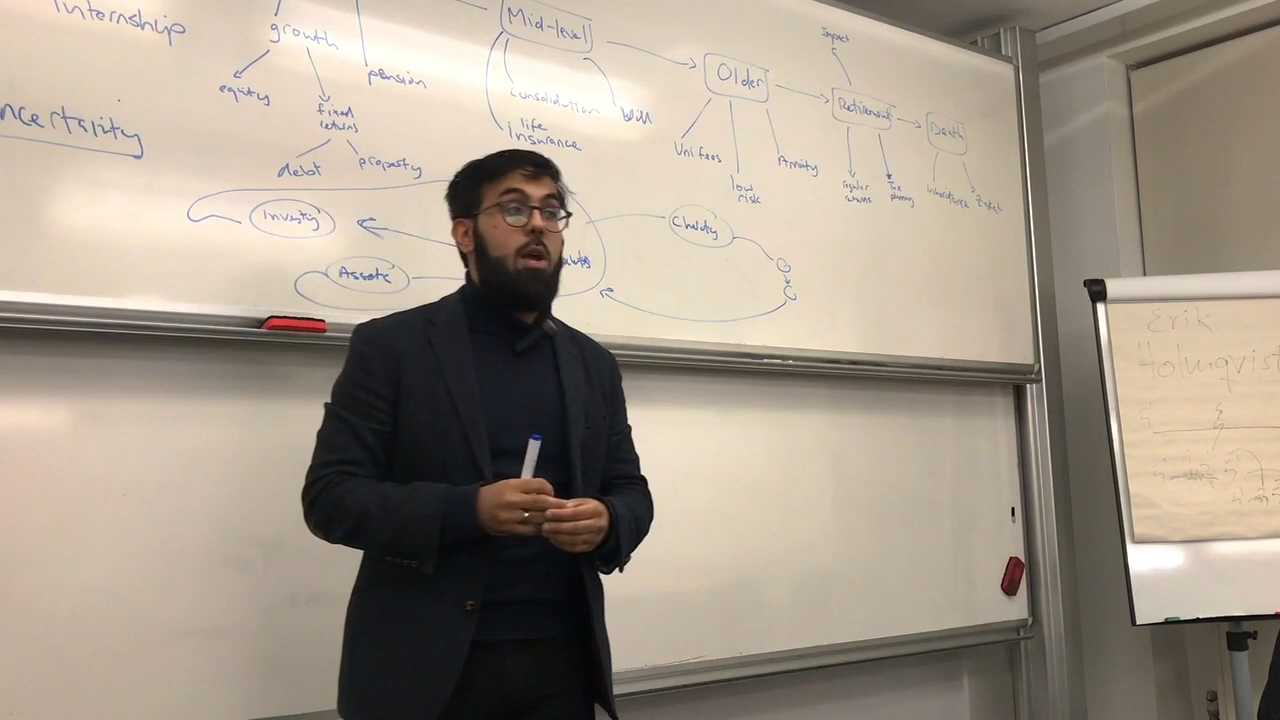 Internship
growth
equity
fixed
returns
debt
property
pension
ncertality
Mid-level
consolidation
life
insurance
Will
Older
Uni fees
low
risk
Annuity
Impact
Retirement
regular
returns
Tax
planning
Death
inheritance
Zakat
Investing
Assets
Charity
Erik
Holmqvist